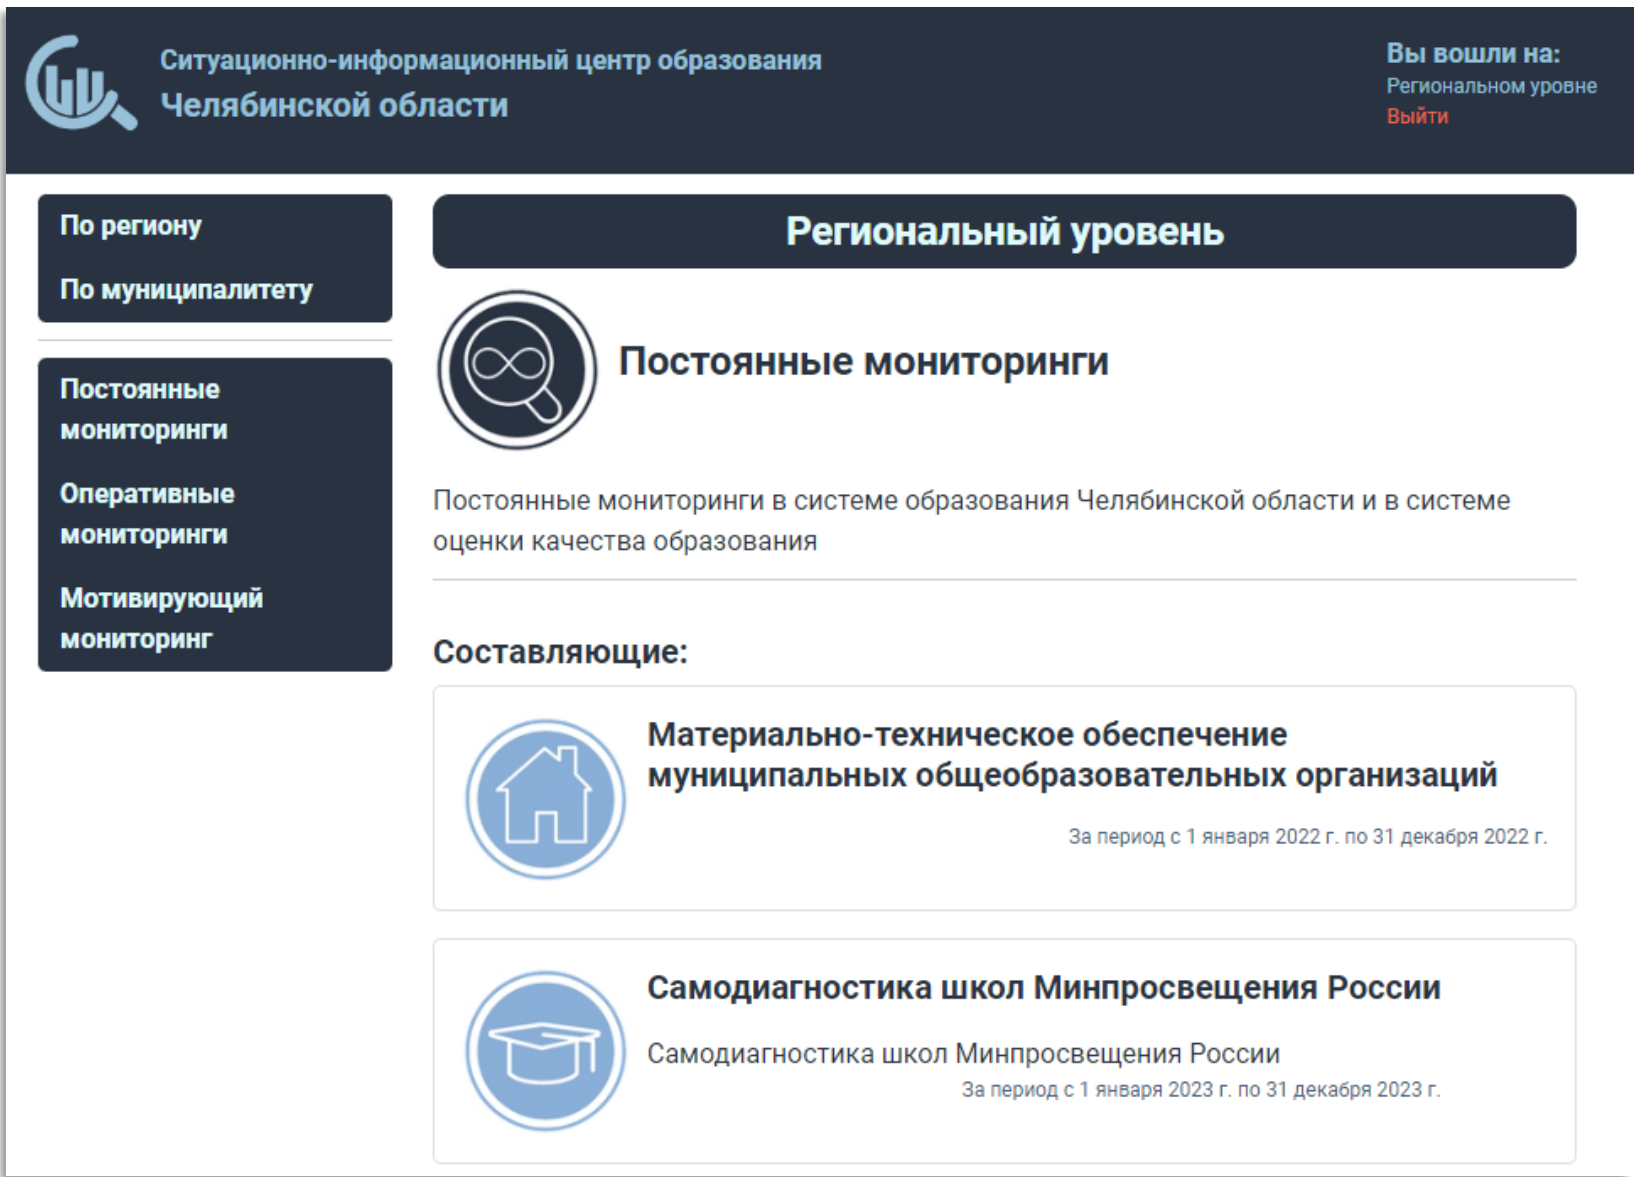 Ситуационно-информационный центр образования
Челябинской области
Вы вошли на:
Региональном уровне
Выйти
По региону
По муниципалитету
Постоянные
мониторинги
Оперативные
мониторинги
Мотивирующий
мониторинг
Региональный уровень
Постоянные мониторинги
Постоянные мониторинги в системе образования Челябинской области и в системе
оценки качества образования
Составляющие:
Материально-техническое обеспечение
муниципальных общеобразовательных организаций
За период с 1 января 2022 г. по 31 декабря 2022 г.
Самодиагностика школ Минпросвещения России
Самодиагностика школ Минпросвещения России
За период с 1 января 2023 г. по 31 декабря 2023 г.